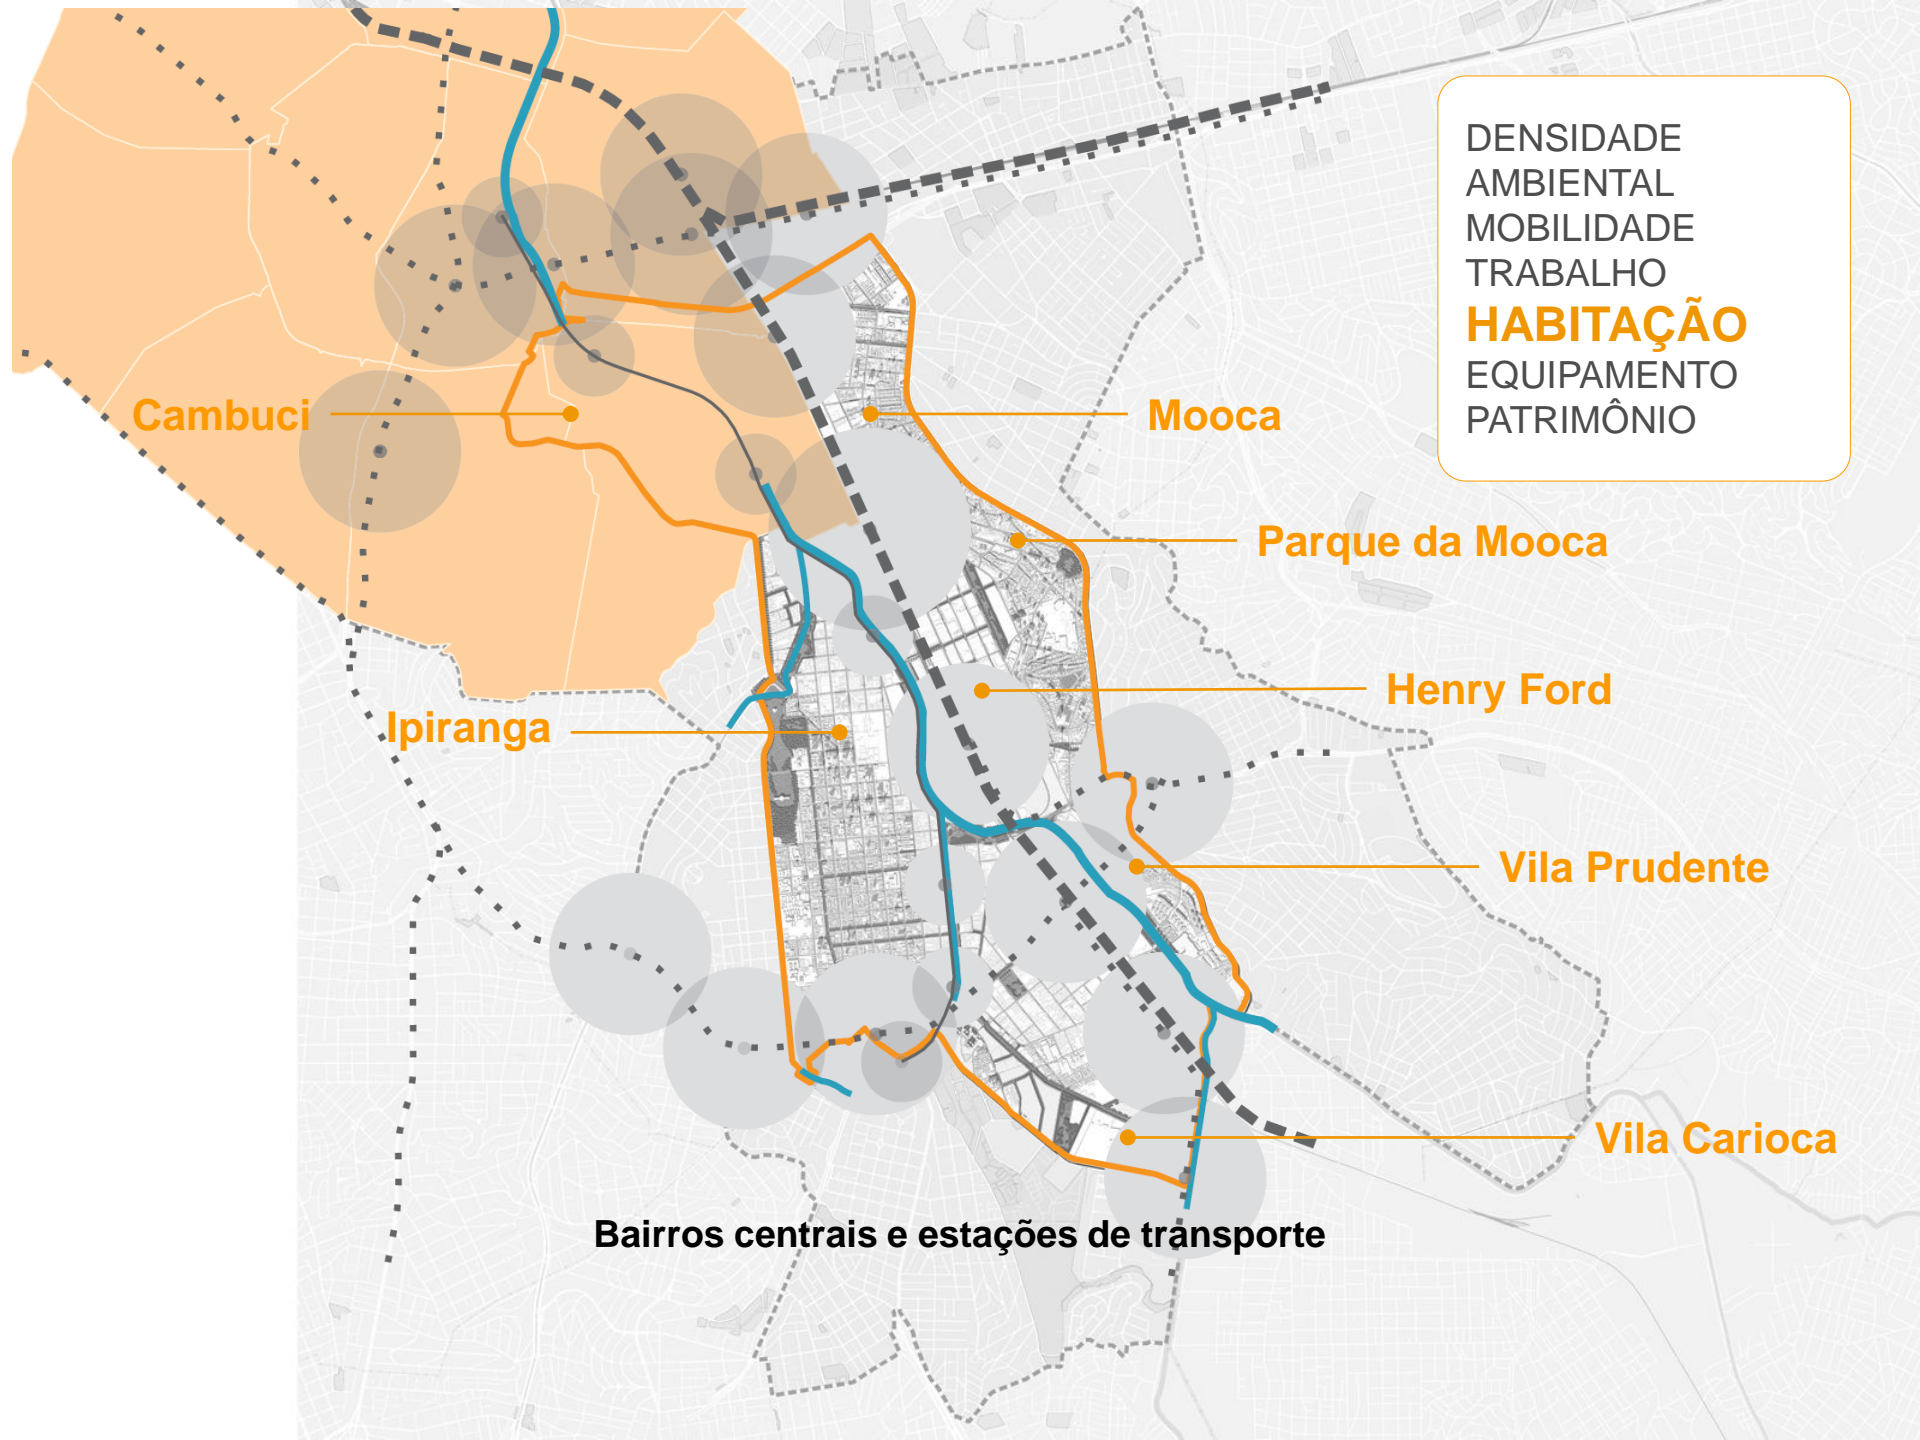 DENSIDADE
AMBIENTAL
MOBILIDADE
TRABALHO
HABITAÇÃO
EQUIPAMENTO
PATRIMÔNIO
Cambuci
Mooca
Parque da Mooca
Henry Ford
Ipiranga
Vila Prudente
Vila Carioca
Bairros centrais e estações de transporte